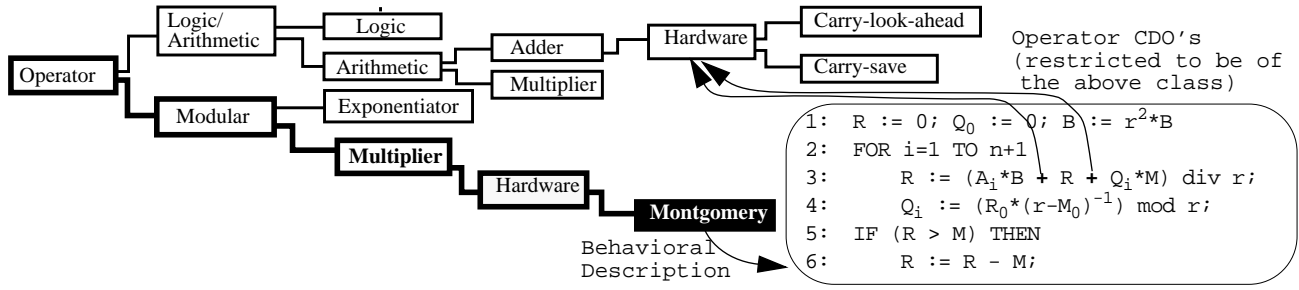 Logic/
Arithmetic
Logic
Carry-look-ahead
Adder
Hardware
Operator CDO's
(restricted to be of
the above class)
Operator
Arithmetic
Multiplier
Carry-save
Modular
Exponentiator
Multiplier
Hardware
Montgomery
Behavioral
Description
1: R := 0; Q₀ := 0; B := r²*B
2: FOR i=1 TO n+1
3: R := (Aᵢ*B + R + Qᵢ*M) div r;
4: Qᵢ := (R₀*(r-M₀)⁻¹) mod r;
5: IF (R > M) THEN
6: R := R - M;